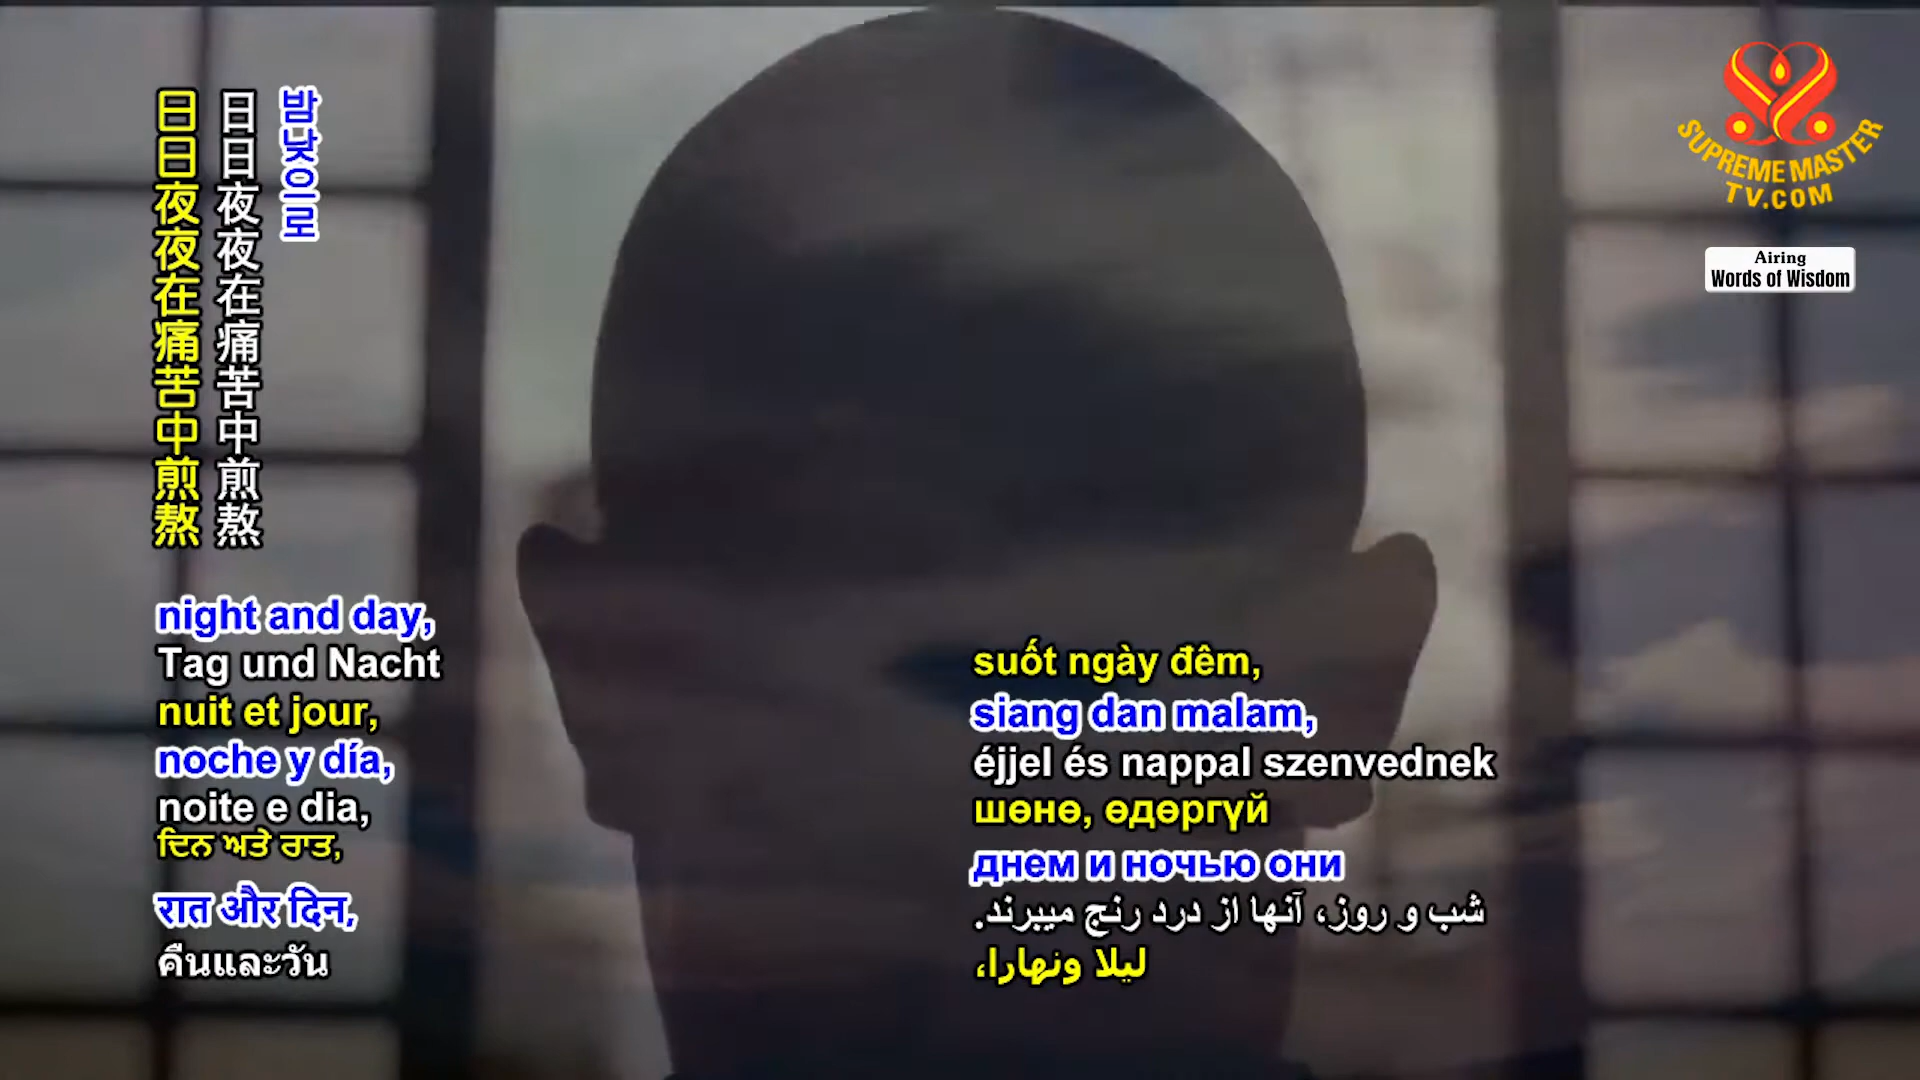 日日夜夜在痛苦中煎熬
日日夜夜在痛苦中煎熬
밤낮으로
night and day,
Tag und Nacht
nuit et jour,
noche y día,
noite e dia,
ਦਿਨ ਅਤੇ ਰਾਤ,
रात और दिन,
คืนและวัน
suốt ngày đêm,
siang dan malam,
éjjel és nappal szenvednek
шөнө, өдөргүй
днем и ночью они
شب و روز، آنها از درد رنج میبرند.
ليلا ونهارا،
SUPREME MASTER
TV.COM
Airing
Words of Wisdom